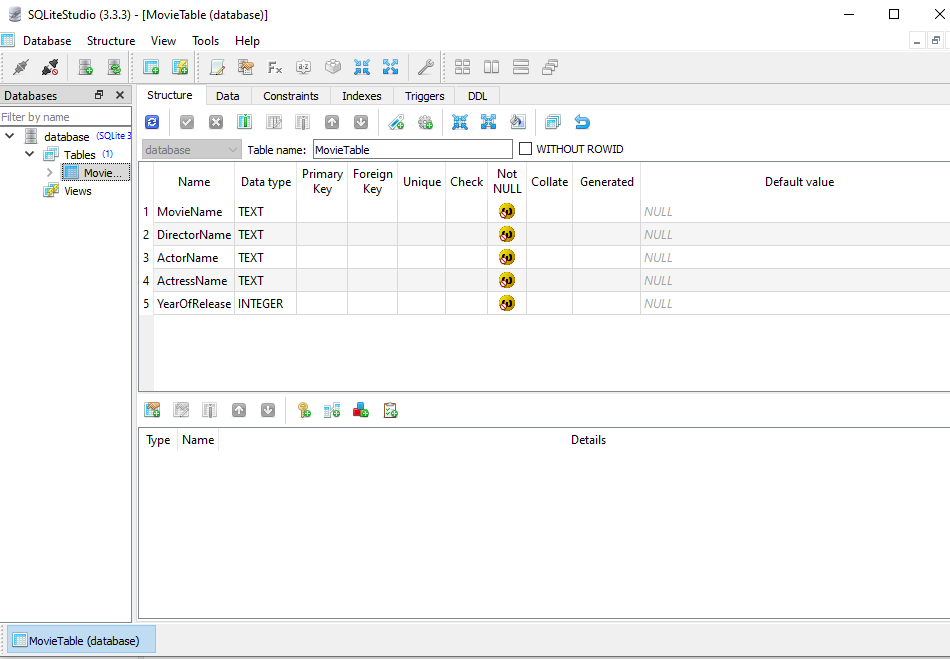 SQLiteStudio (3.3.3) - [MovieTable (database)]
Database Structure View Tools Help
Databases
Structure Data Constraints Indexes Triggers DDL
Filter by name
database (SQLite 3
Tables (1)
Movie...
Views
database Table name: MovieTable WITHOUT ROWID
Name Data type Primary Key Foreign Key Unique Check Not NULL Collate Generated Default value
1 MovieName TEXT NULL
2 DirectorName TEXT NULL
3 ActorName TEXT NULL
4 ActressName TEXT NULL
5 YearOfRelease INTEGER NULL
Type Name Details
MovieTable (database)